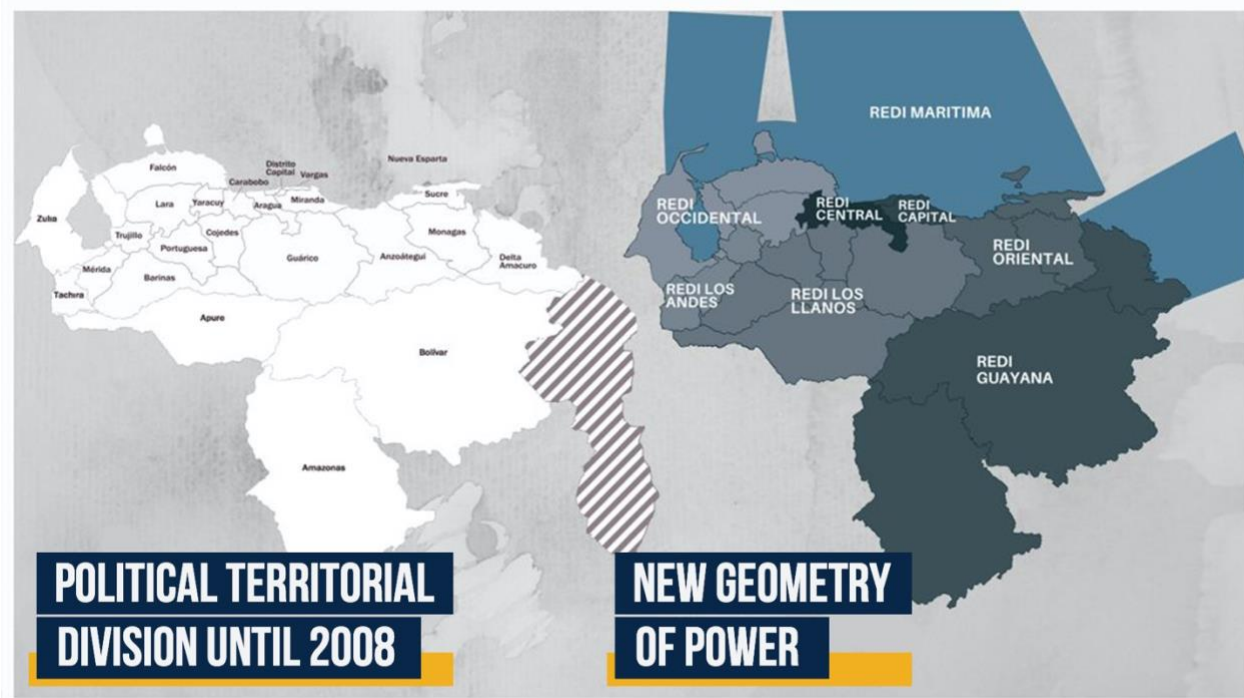 Falcón
Distrito
Capital
Vargas
Nueva Esparta
Carabobo
Zulia
Lara
Yaracuy
Aragua
Miranda
Sucre
Trujillo
Cojedes
Monagas
Portuguesa
Guárico
Anzoátegui
Delta
Amacuro
Mérida
Barinas
Tachira
Apure
Bolívar
Amazonas
POLITICAL TERRITORIAL
DIVISION UNTIL 2008
REDI MARITIMA
REDI
OCCIDENTAL
REDI
CENTRAL
REDI
CAPITAL
REDI
ORIENTAL
REDI LOS
ANDES
REDI LOS
LLANOS
REDI
GUAYANA
NEW GEOMETRY
OF POWER